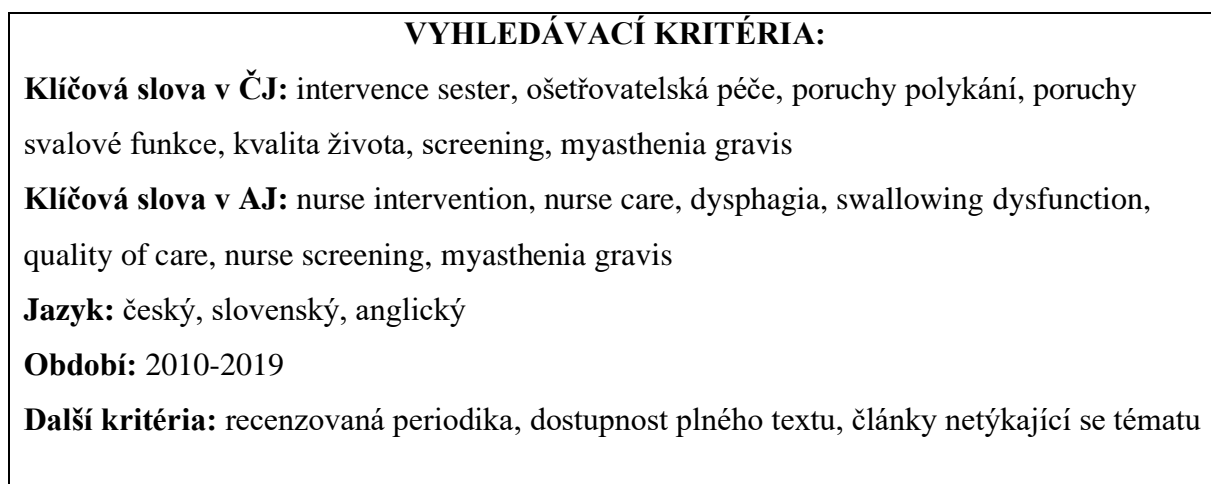 VYHLEDÁVACÍ KRITÉRIA:
Klíčová slova v ČJ: intervence sester, ošetřovatelská péče, poruchy polykání, poruchy
svalové funkce, kvalita života, screening, myasthenia gravis
Klíčová slova v AJ: nurse intervention, nurse care, dysphagia, swallowing dysfunction,
quality of care, nurse screening, myasthenia gravis
Jazyk: český, slovenský, anglický
Období: 2010-2019
Další kritéria: recenzovaná periodika, dostupnost plného textu, články netýkající se tématu